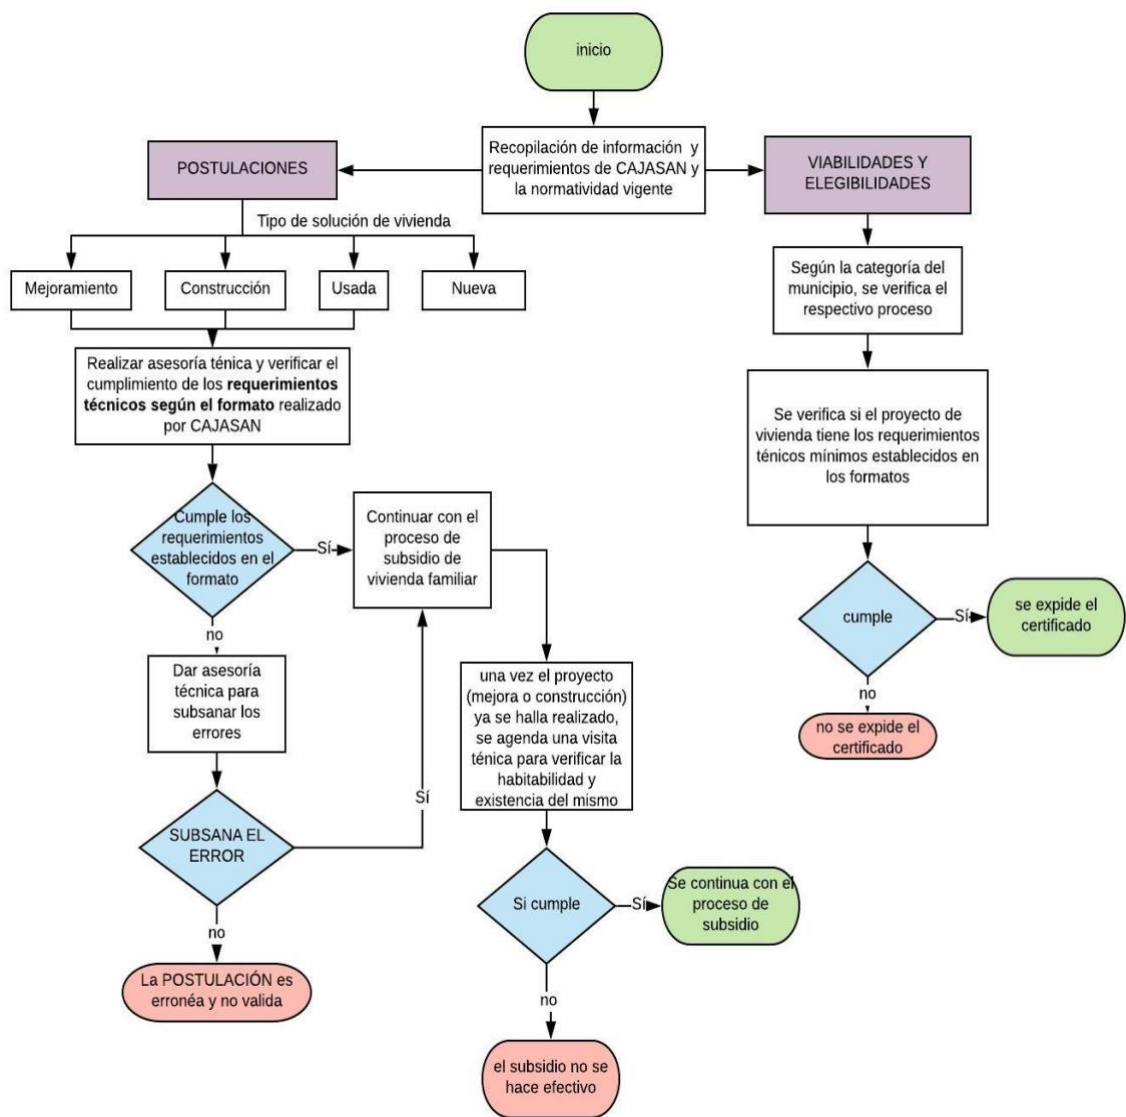 inicio
Recopilación de información y
requerimientos de CAJASAN y
la normatividad vigente
POSTULACIONES
VIABILIDADES Y
ELEGIBILIDADES
Tipo de solución de vivienda
Mejoramiento
Construcción
Usada
Nueva
Según la categoría del
municipio, se verifica el
respectivo proceso
Realizar asesoría ténica y verificar el
cumplimiento de los requerimientos
técnicos según el formato realizado
por CAJASAN
Se verifica si el proyecto de
vivienda tiene los requerimientos
ténicos mínimos establecidos en
los formatos
Cumple los
requerimientos
establecidos en el
formato
Sí
Continuar con el
proceso de
subsidio de
vivienda familiar
no
Dar asesoría
técnica para
subsanar los
errores
SUBSANA EL
ERROR
Sí
no
La POSTULACIÓN es
erronéa y no valida
una vez el proyecto
(mejora o construcción)
ya se halla realizado,
se agenda una visita
ténica para verificar la
habitabilidad y
existencia del mismo
Si cumple
Sí
Se continua con el
proceso de
subsidio
no
el subsidio no se
hace efectivo
cumple
Sí
se expide el
certificado
no
no se expide el
certificado